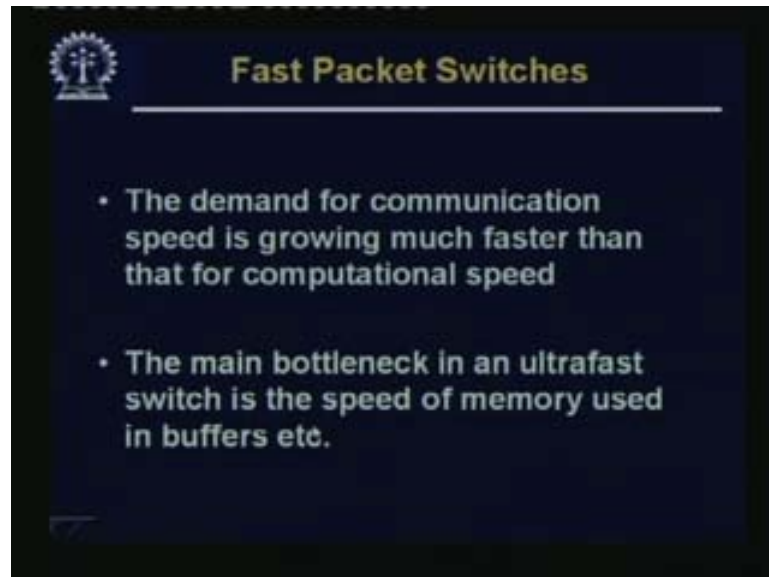 Fast Packet Switches
• The demand for communication
speed is growing much faster than
that for computational speed
• The main bottleneck in an ultrafast
switch is the speed of memory used
in buffers etc.